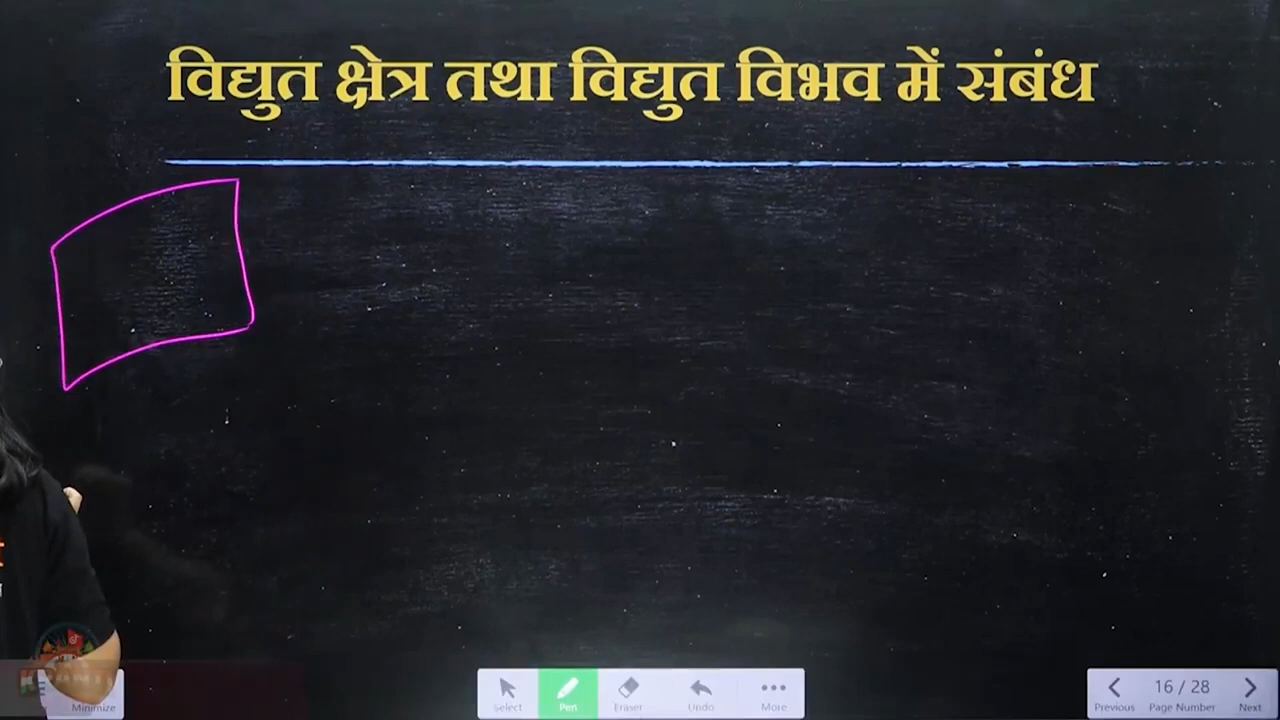 विद्युत क्षेत्र तथा विद्युत विभव में संबंध
Select
Pen
Eraser
Undo
More
Previous
16 / 28
Page Number
Next
Minimize